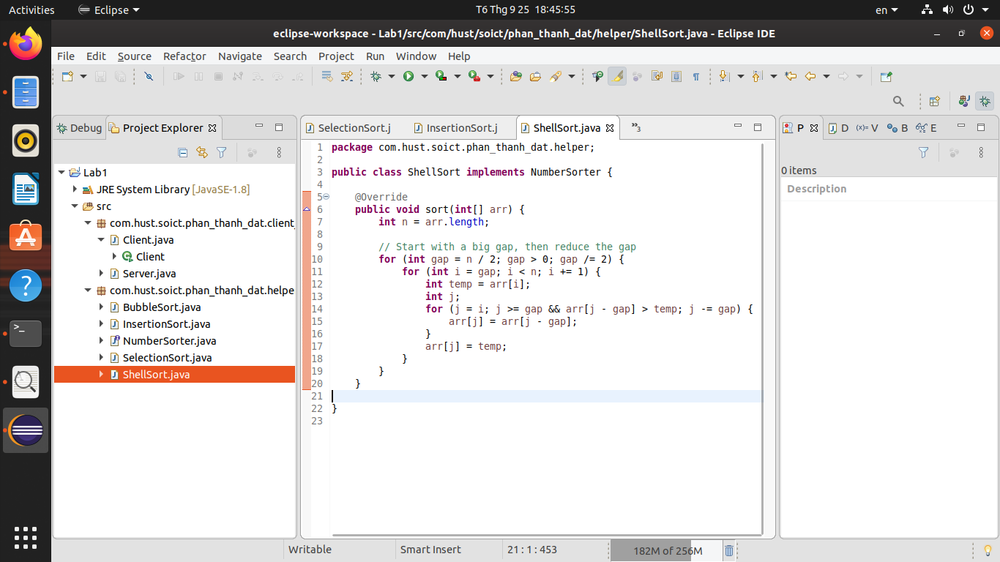 Activities Eclipse T6 Thg 9 25 18:45:55 en
eclipse-workspace - Lab1/src/com/hust/soict/phan_thanh_dat/helper/ShellSort.java - Eclipse IDE
File Edit Source Refactor Navigate Search Project Run Window Help
Debug Project Explorer
Lab1
JRE System Library [JavaSE-1.8]
src
com.hust.soict.phan_thanh_dat.client_
Client.java
Client
Server.java
com.hust.soict.phan_thanh_dat.helpe
BubbleSort.java
InsertionSort.java
NumberSorter.java
SelectionSort.java
ShellSort.java
SelectionSort.j InsertionSort.j ShellSort.java »3
1 package com.hust.soict.phan_thanh_dat.helper;
2
3 public class ShellSort implements NumberSorter {
4
5 @Override
6 public void sort(int[] arr) {
7 int n = arr.length;
8
9 // Start with a big gap, then reduce the gap
10 for (int gap = n / 2; gap > 0; gap /= 2) {
11 for (int i = gap; i < n; i += 1) {
12 int temp = arr[i];
13 int j;
14 for (j = i; j >= gap && arr[j - gap] > temp; j -= gap) {
15 arr[j] = arr[j - gap];
16 }
17 arr[j] = temp;
18 }
19 }
20 }
21
22 }
23
P D (x)= V B E
0 items
Description
Writable Smart Insert 21 : 1 : 453 182M of 256M